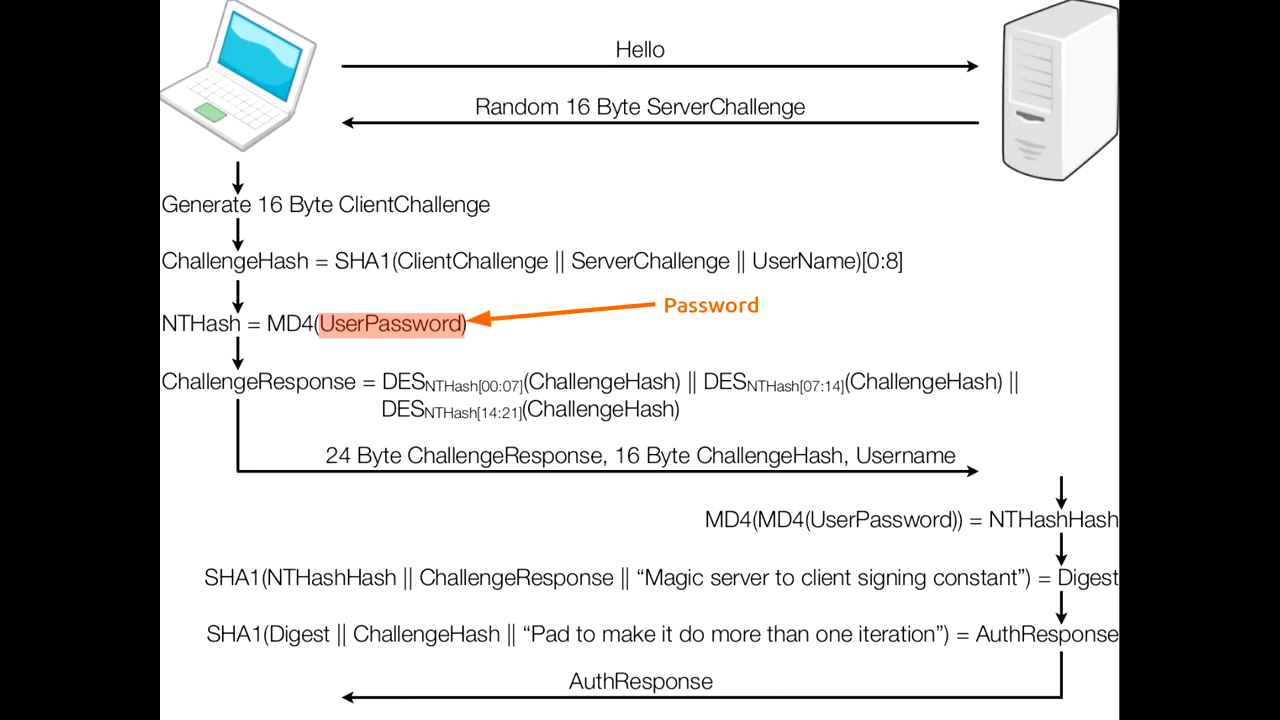 Hello
Random 16 Byte ServerChallenge
Generate 16 Byte ClientChallenge
ChallengeHash = SHA1(ClientChallenge || ServerChallenge || UserName)[0:8]
Password
NTHash = MD4(UserPassword)
ChallengeResponse = DESNTHash[00:07](ChallengeHash) || DESNTHash[07:14](ChallengeHash) ||
DESNTHash[14:21](ChallengeHash)
24 Byte ChallengeResponse, 16 Byte ChallengeHash, Username
MD4(MD4(UserPassword)) = NTHashHash
SHA1(NTHashHash || ChallengeResponse || “Magic server to client signing constant”) = Digest
SHA1(Digest || ChallengeHash || “Pad to make it do more than one iteration”) = AuthResponse
AuthResponse